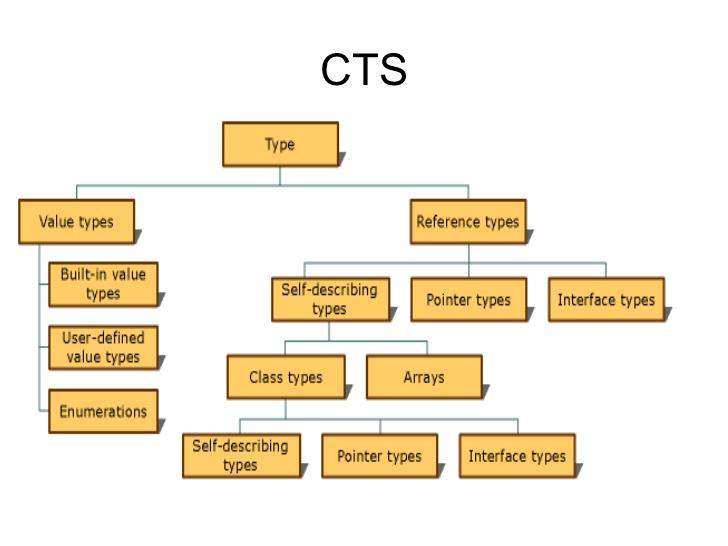 CTS
Type
Value types
Reference types
Built-in value
types
User-defined
value types
Enumerations
Self-describing
types
Pointer types
Interface types
Class types
Arrays
Self-describing
types
Pointer types
Interface types